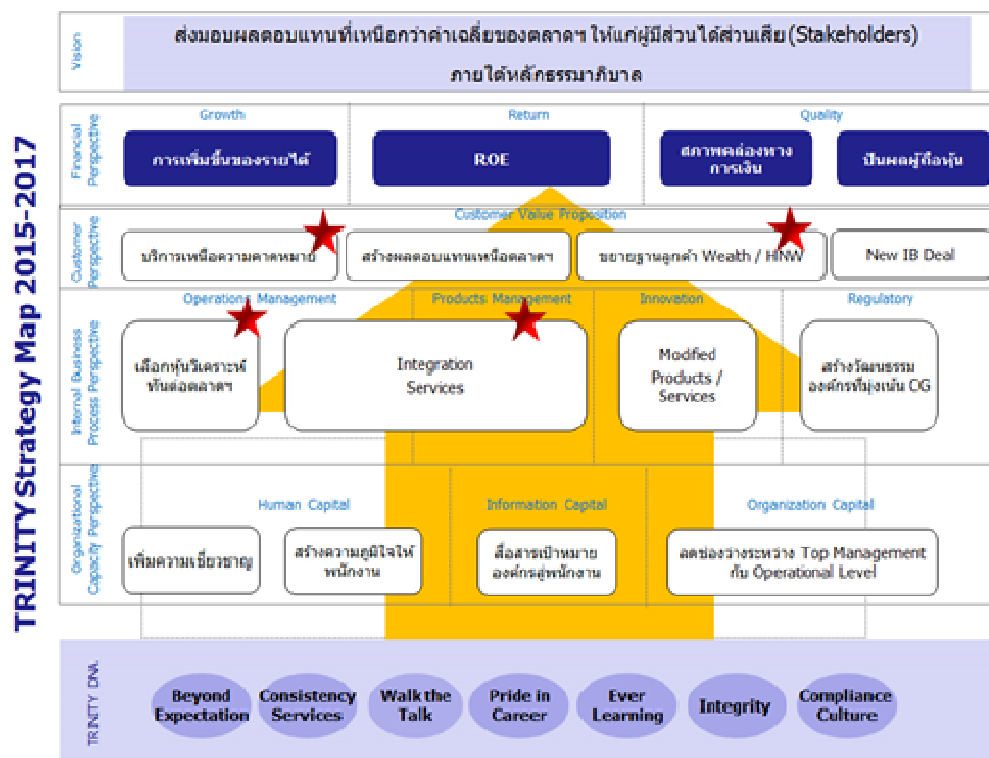 TRINITY Strategy Map 2015-2017
Vision
ส่งมอบผลตอบแทนที่เหนือกว่าค่าเฉลี่ยของตลาดฯ ให้แก่ผู้มีส่วนได้ส่วนเสีย (Stakeholders)
ภายใต้หลักธรรมาภิบาล
Financial
Perspective
Growth
Return
Quality
การเพิ่มขึ้นของรายได้
ROE
สภาพคล่องทาง
การเงิน
ปันผลผู้ถือหุ้น
Customer
Perspective
Customer Value Proposition
บริการเหนือความคาดหมาย
สร้างผลตอบแทนเหนือตลาดฯ
ขยายฐานลูกค้า Wealth / HNW
New IB Deal
Internal Business
Process Perspective
Operations Management
Products Management
Innovation
Regulatory
เลือกหุ้นวิเคราะห์
ทันต่อตลาดฯ
Integration
Services
Modified
Products /
Services
สร้างวัฒนธรรม
องค์กรที่มุ่งเน้น CG
Organizational
Capacity Perspective
Human Capital
Information Capital
Organization Capital
เพิ่มความเชี่ยวชาญ
สร้างความภูมิใจให้
พนักงาน
สื่อสารเป้าหมาย
องค์กรสู่พนักงาน
ลดช่องว่างระหว่าง Top Management
กับ Operational Level
TRINITY DNA
Beyond
Expectation
Consistency
Services
Walk the
Talk
Pride in
Career
Ever
Learning
Integrity
Compliance
Culture